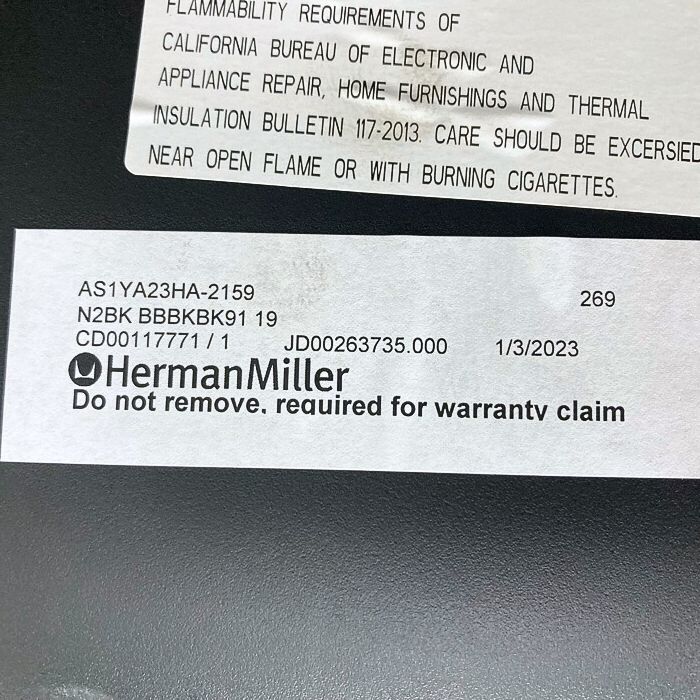 FLAMMABILITY REQUIREMENTS OF
CALIFORNIA BUREAU OF ELECTRONIC AND
APPLIANCE REPAIR, HOME FURNISHINGS AND THERMAL
INSULATION BULLETIN 117-2013. CARE SHOULD BE EXCERSIED
NEAR OPEN FLAME OR WITH BURNING CIGARETTES.
AS1YA23HA-2159 269
N2BK BBBKBK91 19
CD00117771 / 1 JD00263735.000 1/3/2023
HermanMiller
Do not remove, required for warranty claim